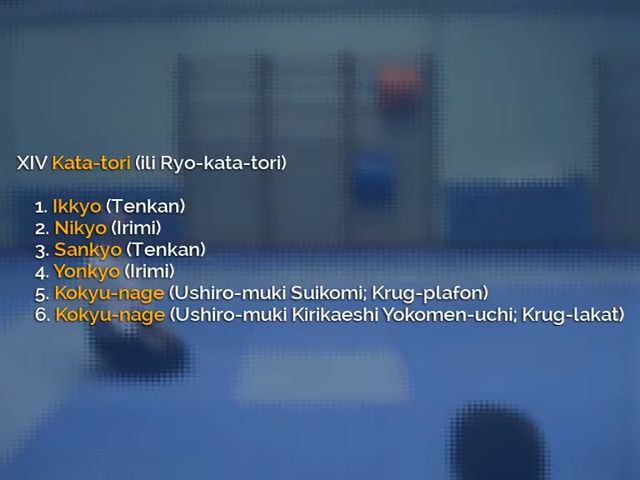 XIV Kata-tori (ili Ryo-kata-tori)
1. Ikkyo (Tenkan)
2. Nikyo (Irimi)
3. Sankyo (Tenkan)
4. Yonkyo (Irimi)
5. Kokyu-nage (Ushiro-muki Suikomi; Krug-plafon)
6. Kokyu-nage (Ushiro-muki Kirikaeshi Yokomen-uchi; Krug-lakat)